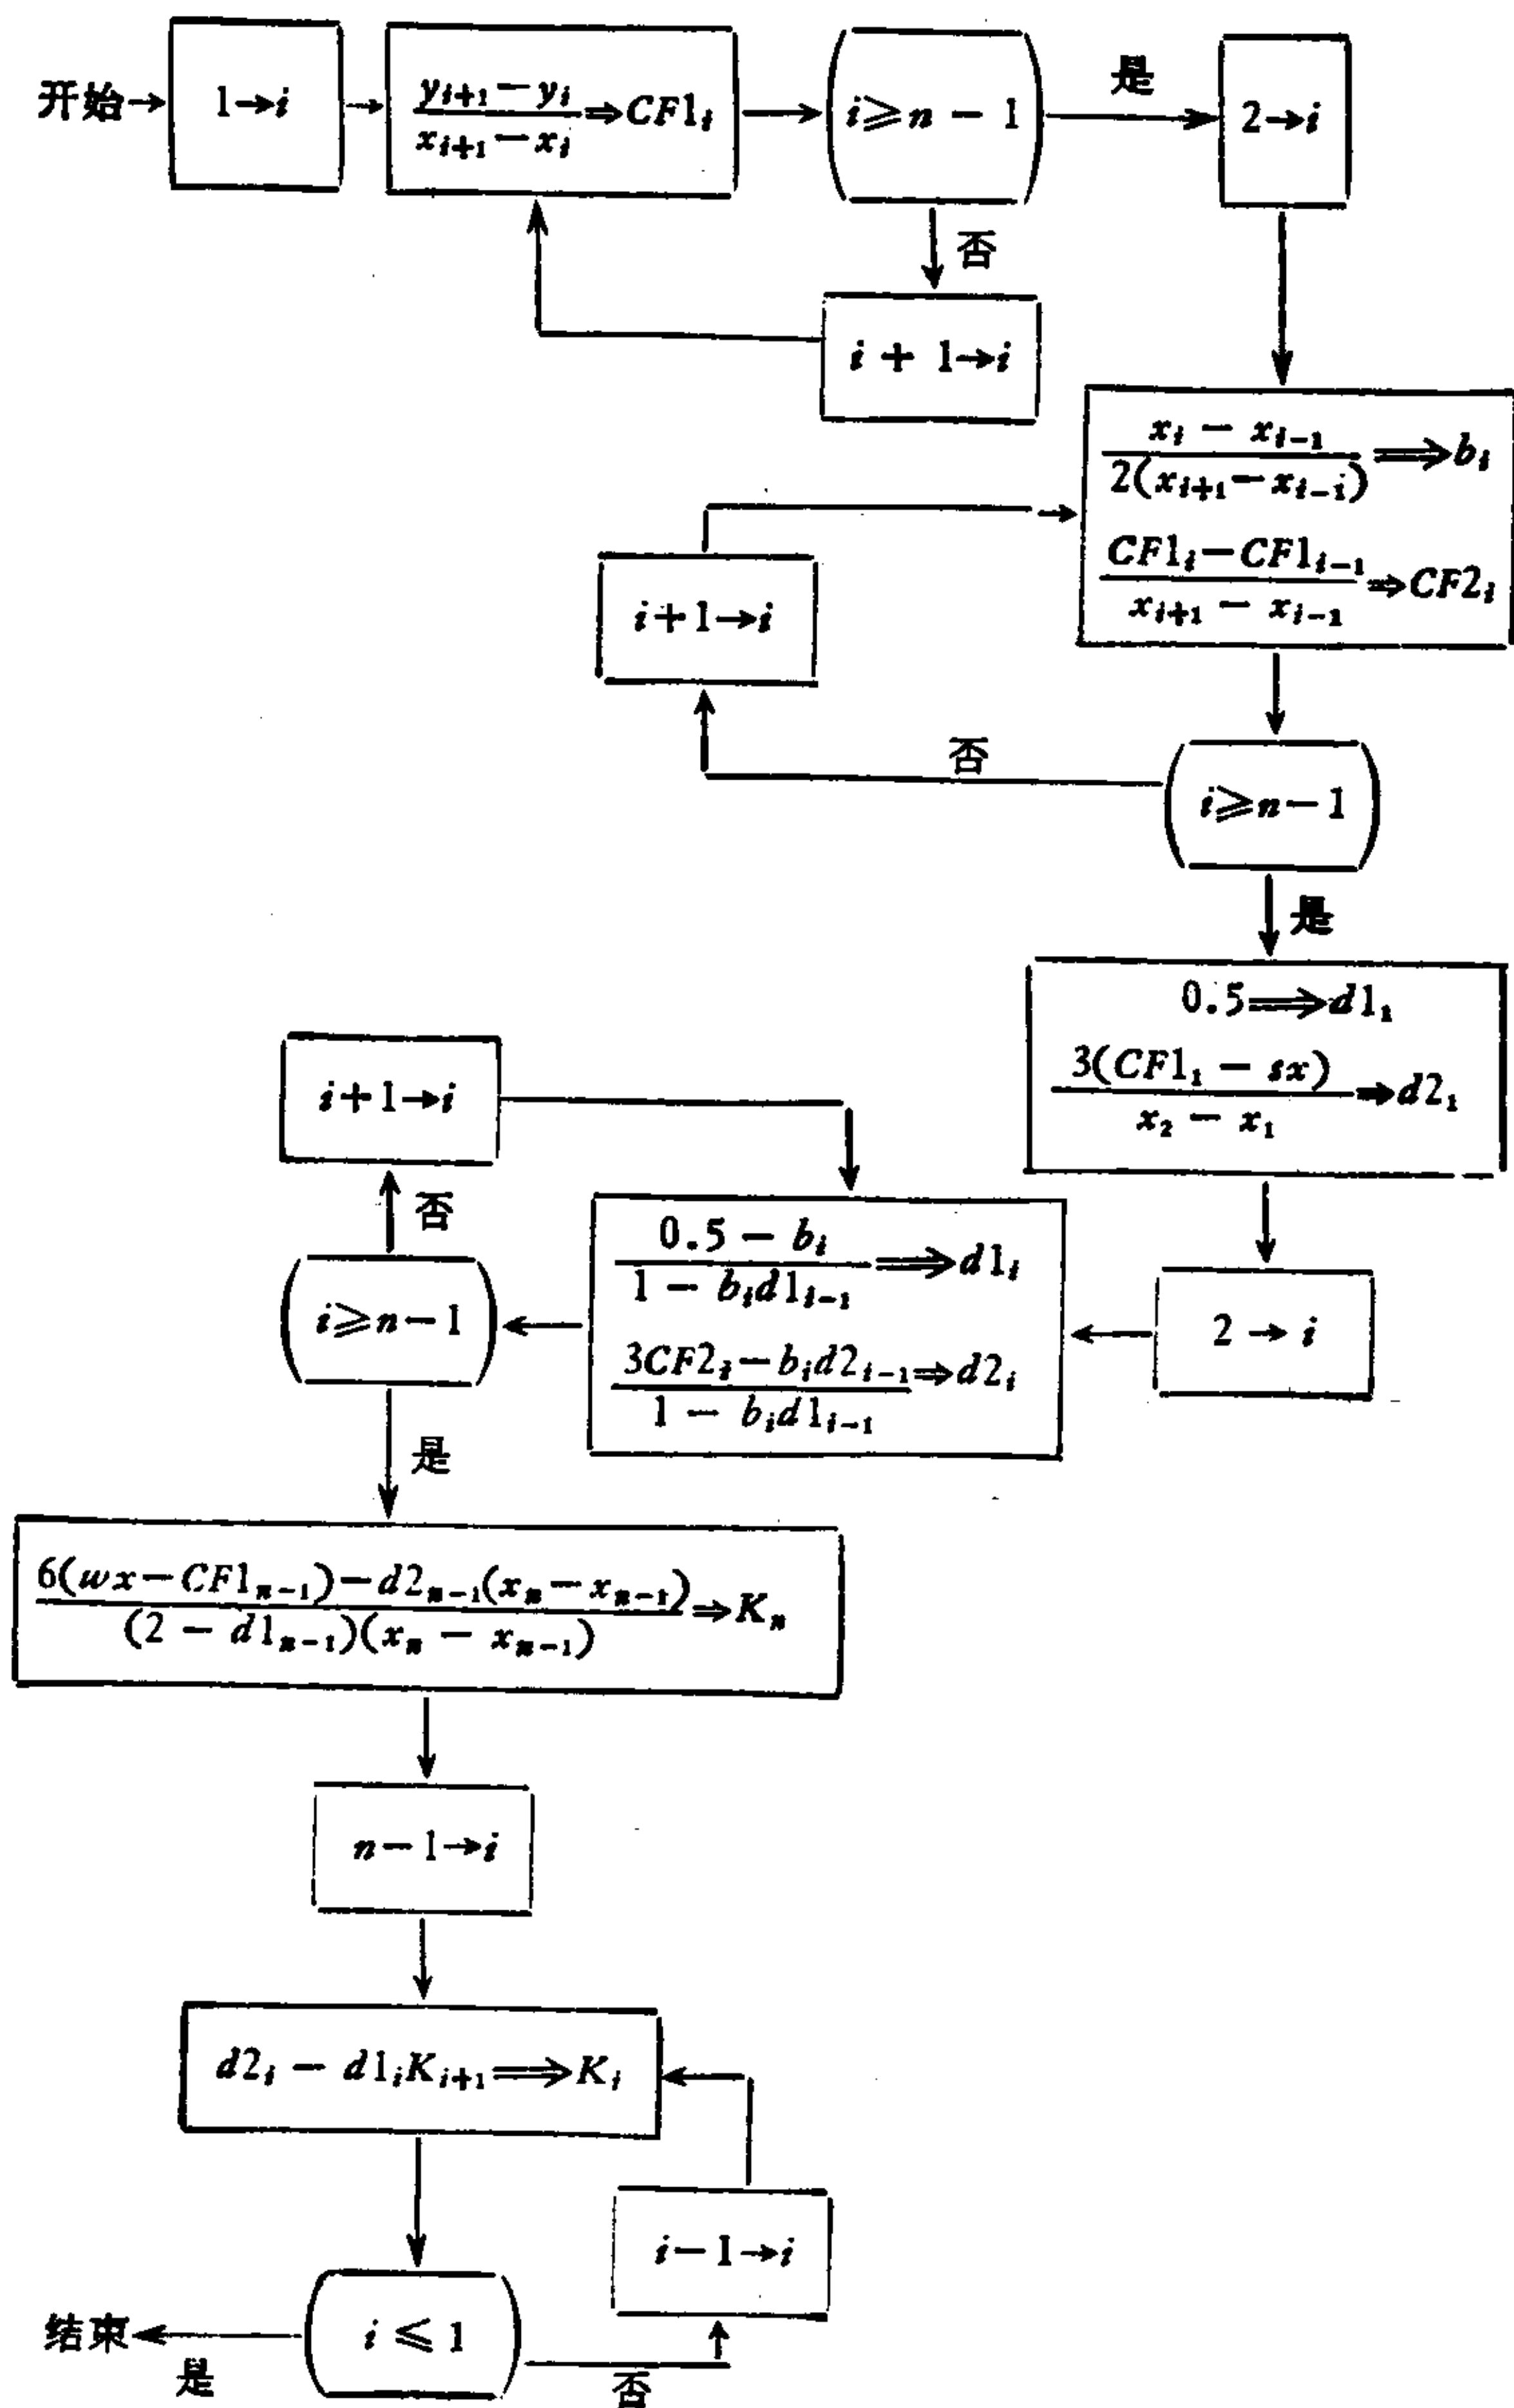 开始→ 1→i → (y_{i+1}−y_i)/(x_{i+1}−x_i)⇒CF1_i → i≥n−1 是 2→i
否
i+1→i
(x_i−x_{i-1})/(2(x_{i+1}−x_{i-1}))⟹b_i
(CF1_i−CF1_{i-1})/(x_{i+1}−x_{i-1})⇒CF2_i
i+1→i
否
i≥n−1
是
0.5⟹d1_1
3(CF1_1−sx)/(x_2−x_1)⇒d2_1
i+1→i
否
(0.5−b_i)/(1−b_i d1_{i-1})⟹d1_i
(3CF2_i−b_i d2_{i-1})/(1−b_i d1_{i-1})⇒d2_i
i≥n−1
2→i
是
(6(wx−CF1_{n-1})−d2_{n-1}(x_n−x_{n-1}))/((2−d1_{n-1})(x_n−x_{n-1}))⇒K_n
n−1→i
d2_i−d1_i K_{i+1}⟹K_i
i−1→i
结束
是
i≤1
否